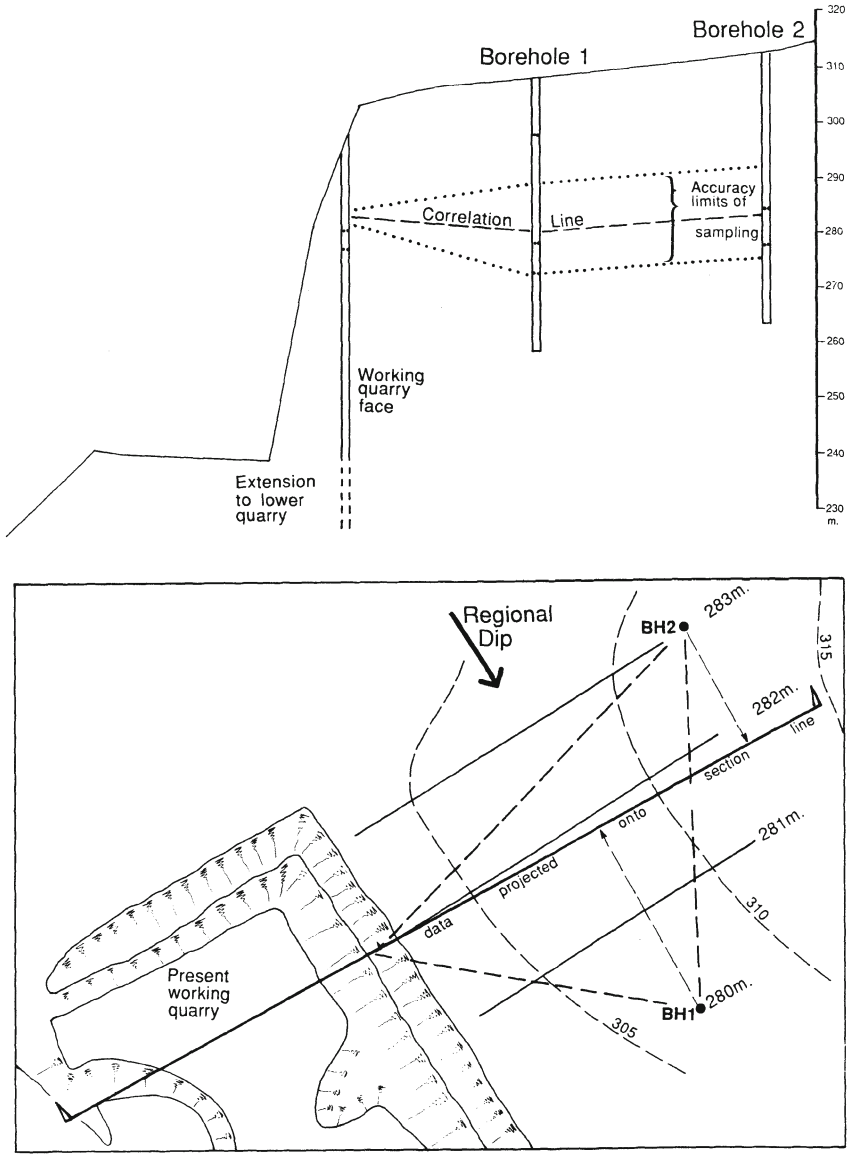 320
Borehole 2
Borehole 1
310
300
290
Accuracy
limits of
sampling
Correlation Line
280
270
260
Working
quarry
face
250
240
Extension
to lower
quarry
230
m.
Regional
Dip
BH2
283m.
315
282m.
line
section
onto
281m.
projected
data
310
Present
working
quarry
280m.
BH1
305